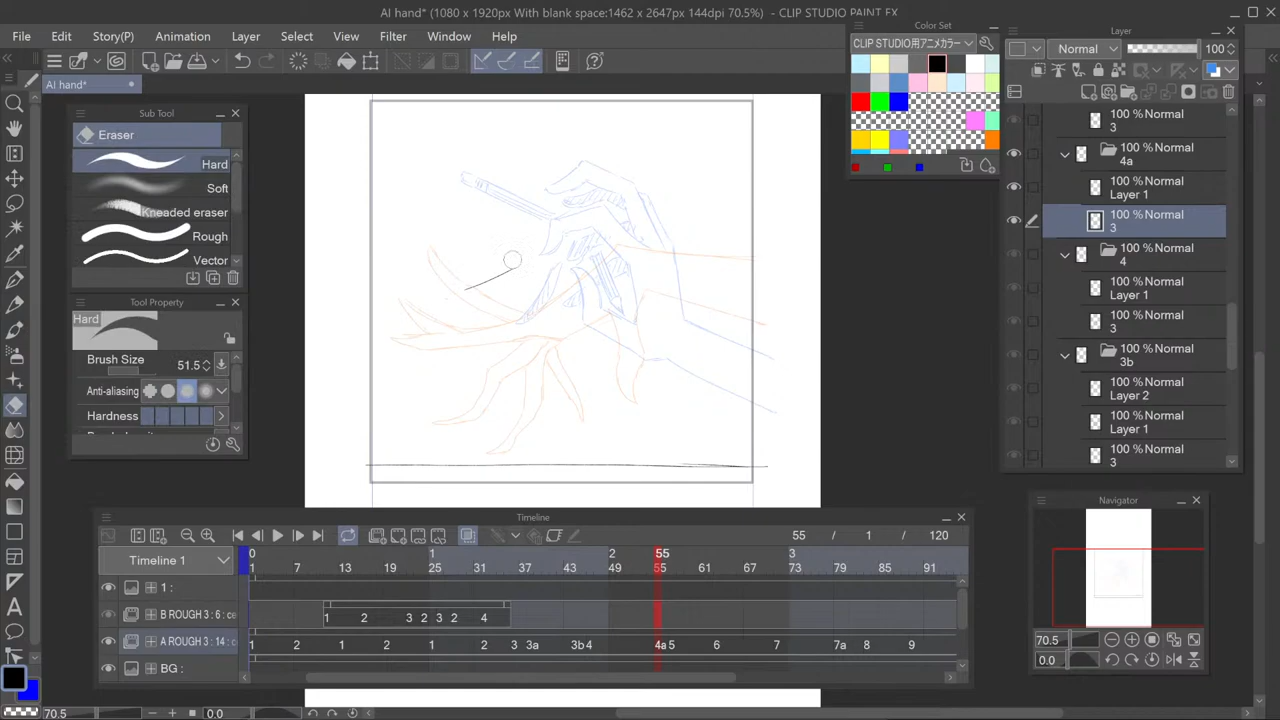 AI hand* (1080 x 1920px With blank space:1462 x 2647px 144dpi 70.5%) - CLIP STUDIO PAINT EX
File Edit Story(P) Animation Layer Select View Filter Window Help
AI hand*
Sub Tool
Eraser
Hard
Soft
Kneaded eraser
Rough
Vector
Tool Property
Hard
Brush Size 51.5
Anti-aliasing
Hardness
Color Set
CLIP STUDIO用アニメカラー
Layer
Normal 100
100 %Normal
3
100 %Normal
4a
100 %Normal
Layer 1
100 %Normal
3
100 %Normal
4
100 %Normal
Layer 1
100 %Normal
3
100 %Normal
3b
100 %Normal
Layer 2
100 %Normal
Layer 1
100 %Normal
3
Navigator
70.5
0.0
Timeline
55 / 1 / 120
Timeline 1
0 1 2 55 3
1 7 13 19 25 31 37 43 49 55 61 67 73 79 85 91
1 :
B ROUGH 3 : 6 : ce
1 2 3 2 3 2 4
A ROUGH 3 : 14 : c
1 2 1 2 1 2 3 3a 3b 4 4a 5 6 7 7a 8 9
BG :
70.5 0.0